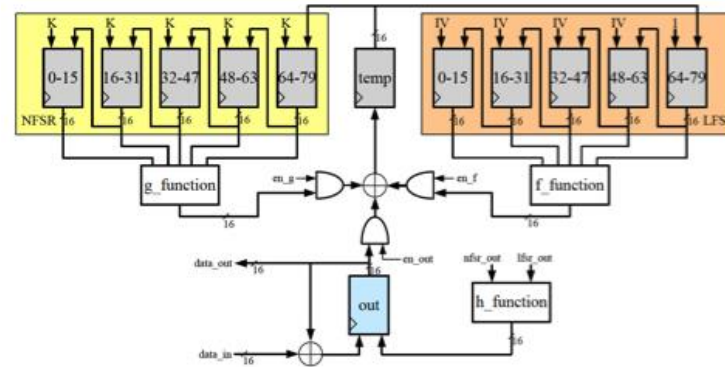 K K K K K 16 IV IV IV IV 1
0-15 16-31 32-47 48-63 64-79 temp 0-15 16-31 32-47 48-63 64-79
NFSR 16 16 16 16 16 16 16 16 16 16 LFS
g_function en_g en_f f_function
16 16
en_out
data_out 16 16 nfsr_out lfsr_out
out h_function
data_in 16 16